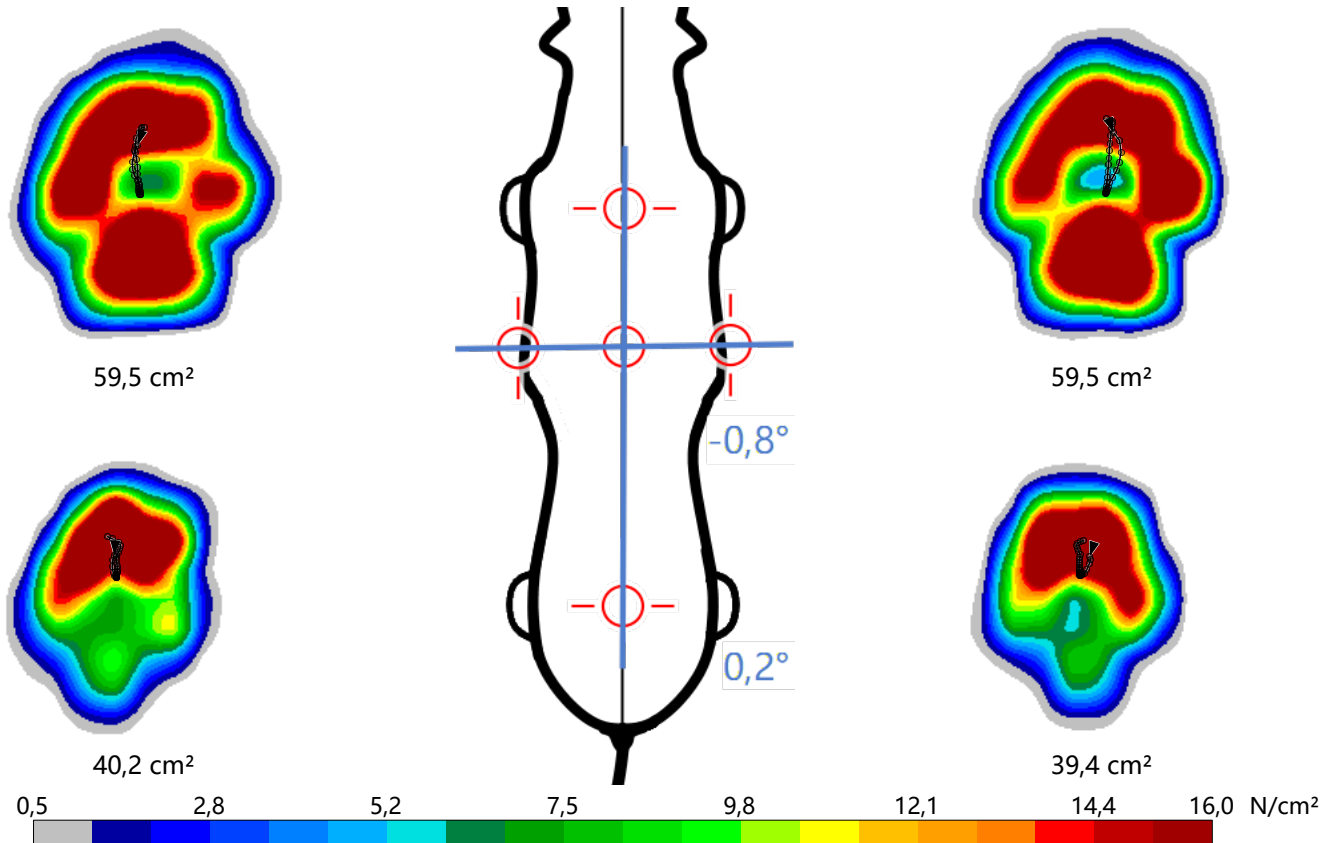 59,5 cm²
59,5 cm²
-0,8°
0,2°
40,2 cm²
39,4 cm²
0,5 2,8 5,2 7,5 9,8 12,1 14,4 16,0 N/cm²